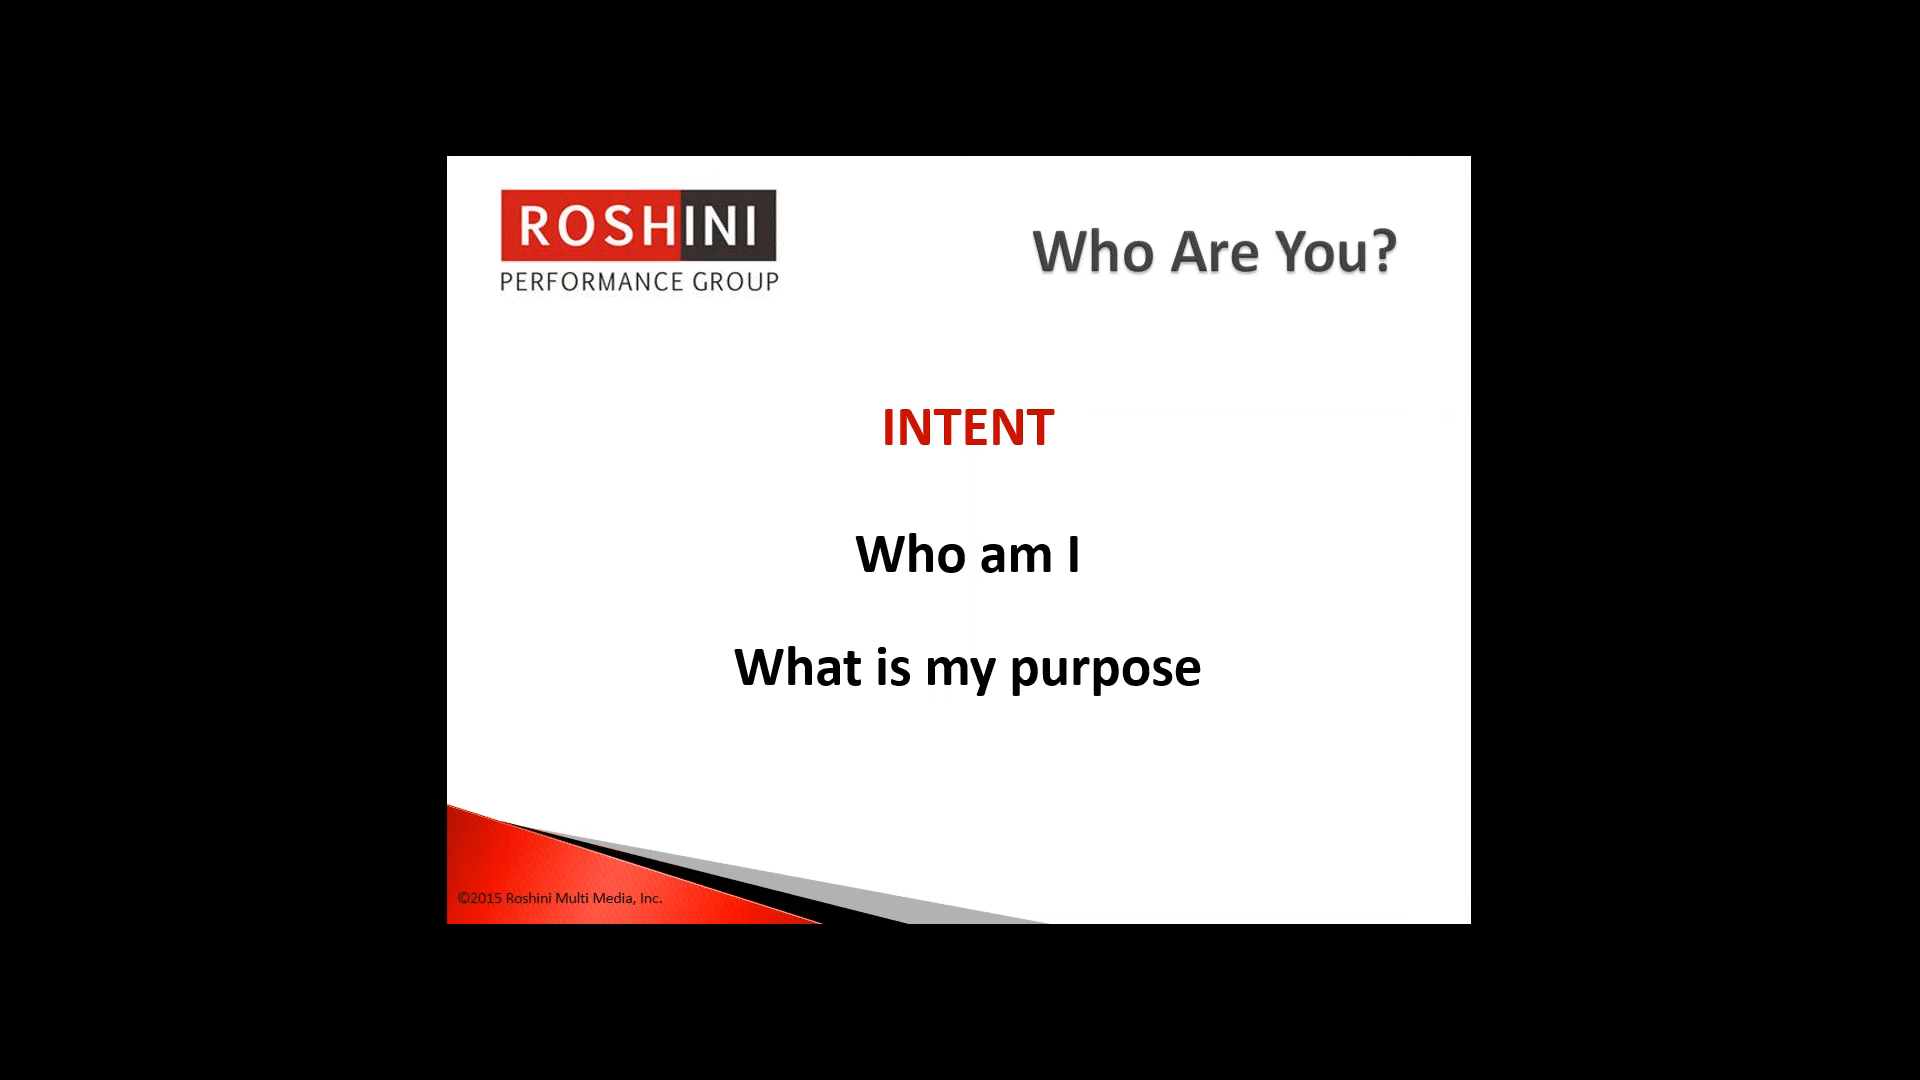 ROSHINI
PERFORMANCE GROUP
Who Are You?
INTENT
Who am I
What is my purpose
©2015 Roshini Multi Media, Inc.